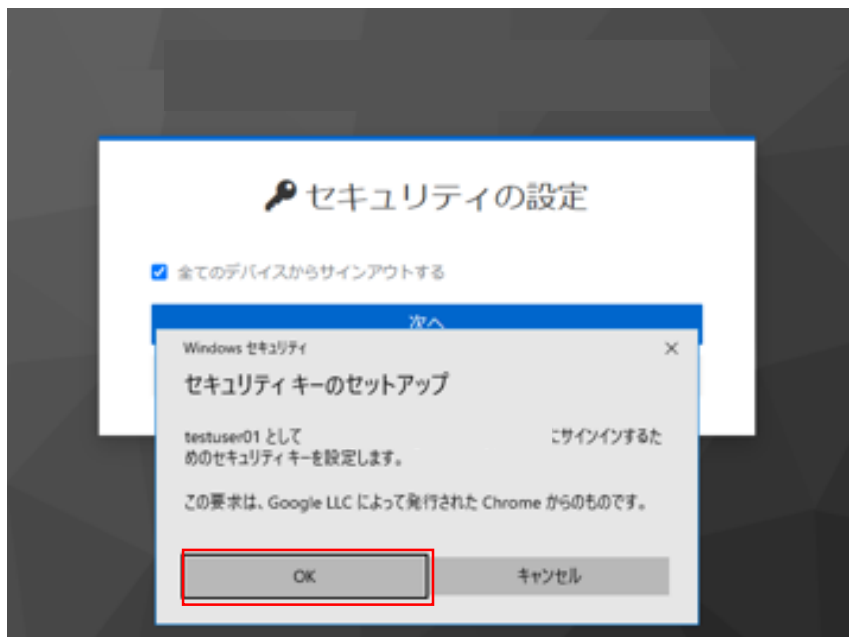 セキュリティの設定
全てのデバイスからサインアウトする
次へ
Windows セキュリティ
セキュリティ キーのセットアップ
testuser01 として にサインインするた
めのセキュリティ キーを設定します。
この要求は、Google LLC によって発行された Chrome からのものです。
OK キャンセル